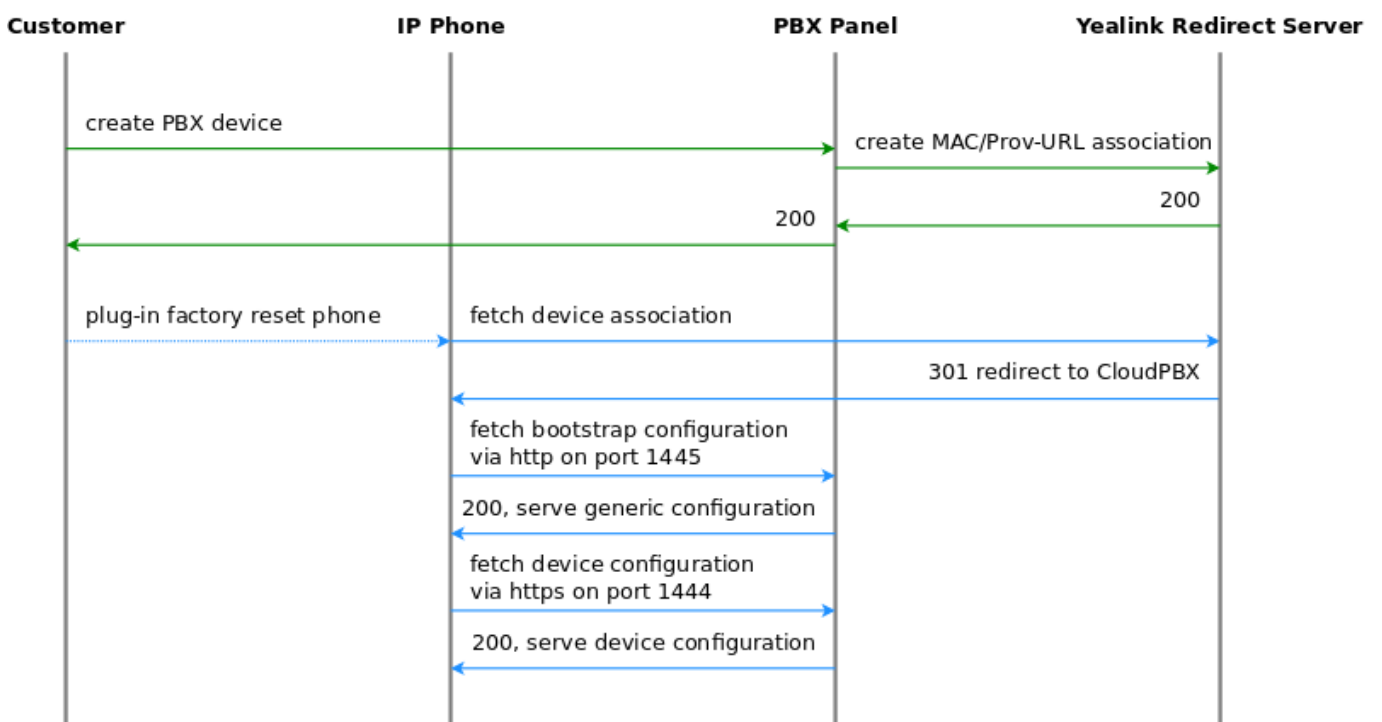 Customer
IP Phone
PBX Panel
Yealink Redirect Server
create PBX device
create MAC/Prov-URL association
200
200
plug-in factory reset phone
fetch device association
301 redirect to CloudPBX
fetch bootstrap configuration
via http on port 1445
200, serve generic configuration
fetch device configuration
via https on port 1444
200, serve device configuration